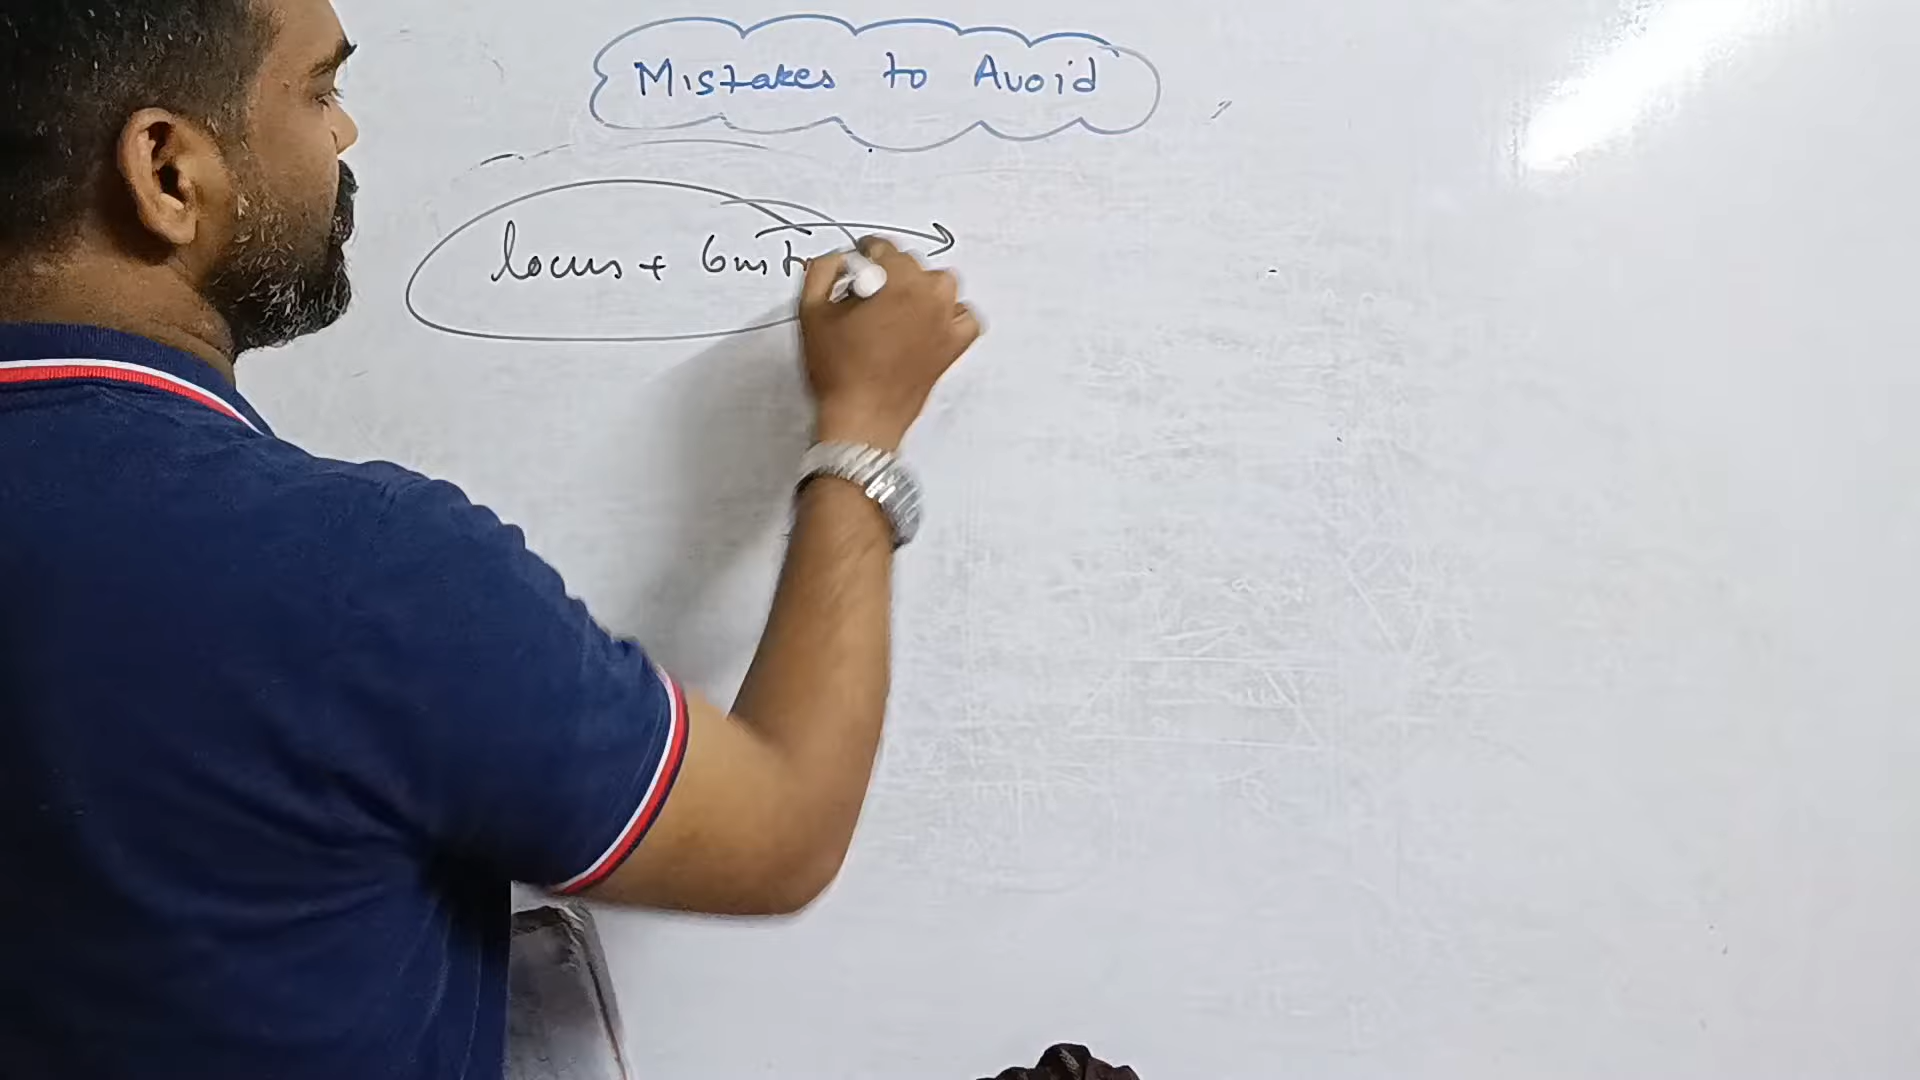 Mistakes to Avoid
locus +